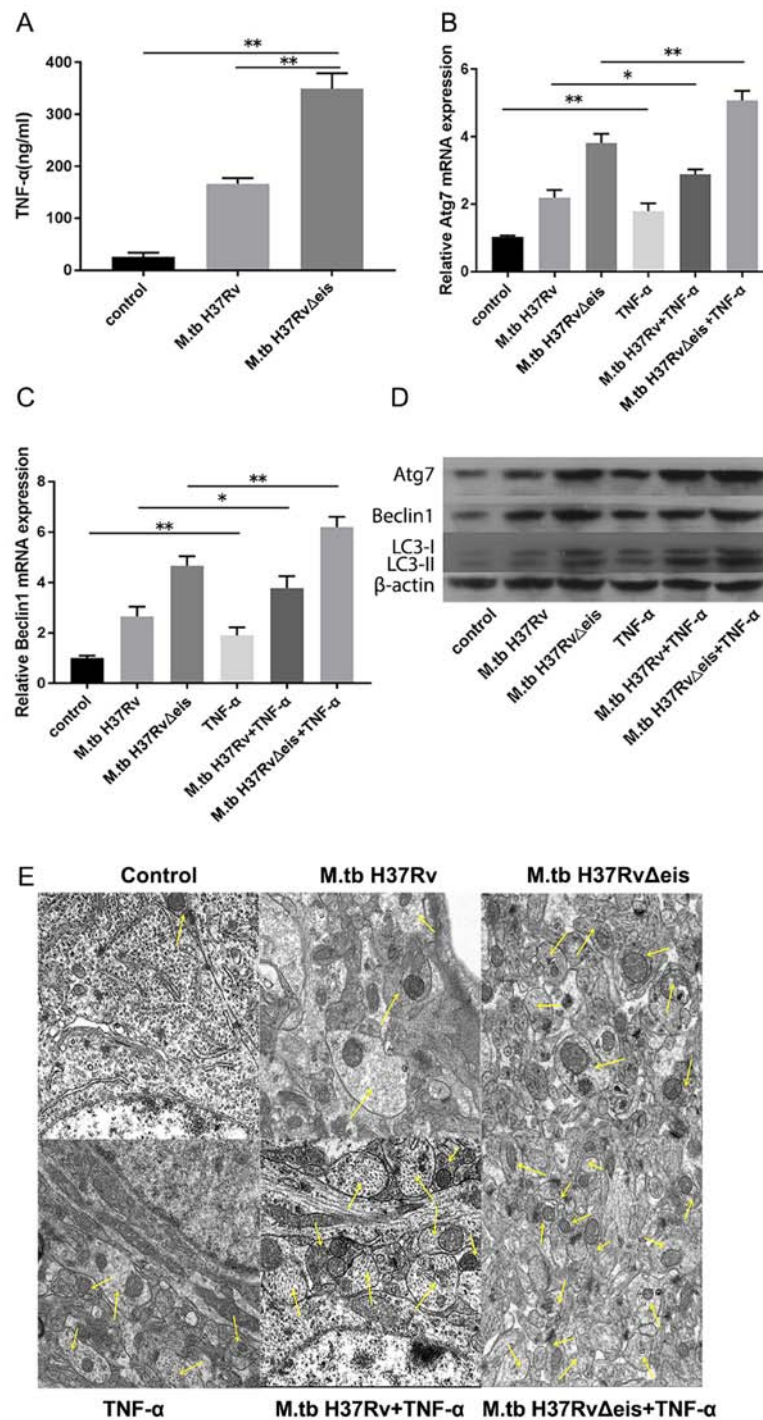 A
TNF-α(ng/ml)
400
300
200
100
0
**
**
control
M.tb H37Rv
M.tb H37RvΔeis
B
Relative Atg7 mRNA expression
6
4
2
0
**
*
**
control
M.tb H37Rv
M.tb H37RvΔeis
TNF-α
M.tb H37Rv+TNF-α
M.tb H37RvΔeis+TNF-α
C
Relative Beclin1 mRNA expression
8
6
4
2
0
**
*
**
control
M.tb H37Rv
M.tb H37RvΔeis
TNF-α
M.tb H37Rv+TNF-α
M.tb H37RvΔeis+TNF-α
D
Atg7
Beclin1
LC3-I
LC3-II
β-actin
control
M.tb H37Rv
M.tb H37RvΔeis
TNF-α
M.tb H37Rv+TNF-α
M.tb H37RvΔeis+TNF-α
E
Control M.tb H37Rv M.tb H37RvΔeis
TNF-α M.tb H37Rv+TNF-α M.tb H37RvΔeis+TNF-α